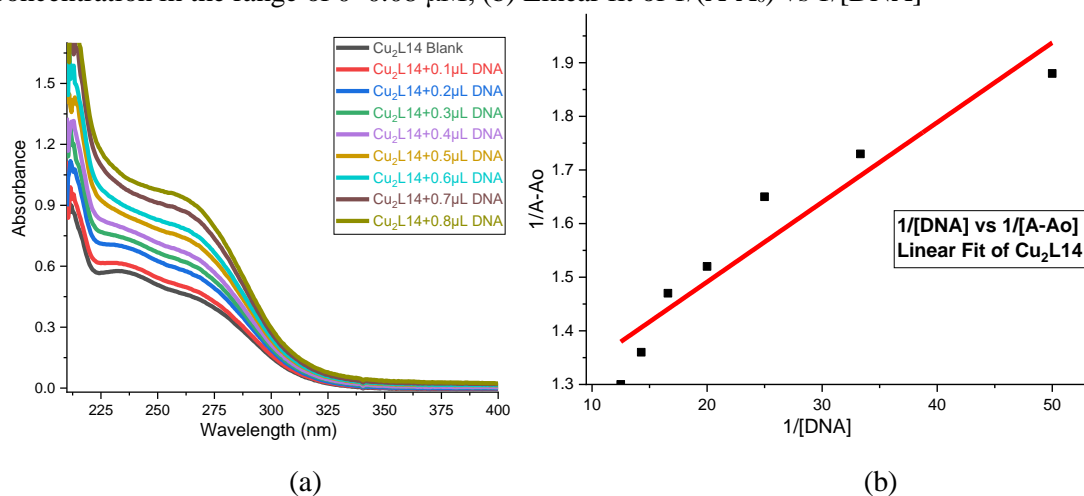 oncentration in the range of 0–0.08 µM, (b) Linear fit of 1/(A-A₀) vs 1/[DNA]
Cu₂L14 Blank
Cu₂L14+0.1µL DNA
Cu₂L14+0.2µL DNA
Cu₂L14+0.3µL DNA
Cu₂L14+0.4µL DNA
Cu₂L14+0.5µL DNA
Cu₂L14+0.6µL DNA
Cu₂L14+0.7µL DNA
Cu₂L14+0.8µL DNA
Absorbance
1.5
1.2
0.9
0.6
0.3
0.0
225 250 275 300 325 350 375 400
Wavelength (nm)
(a)
1/A-Ao
1.9
1.8
1.7
1.6
1.5
1.4
1.3
1/[DNA] vs 1/[A-Ao]
Linear Fit of Cu₂L14
10 20 30 40 50
1/[DNA]
(b)